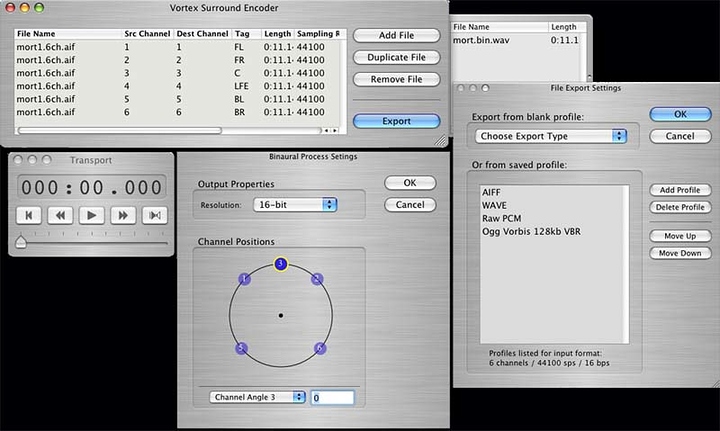 Vortex Surround Encoder
File Name Src Channel Dest Channel Tag Length Sampling R
mort1.6ch.aif 1 1 FL 0:11.1 44100
mort1.6ch.aif 2 2 FR 0:11.1 44100
mort1.6ch.aif 3 3 C 0:11.1 44100
mort1.6ch.aif 4 4 LFE 0:11.1 44100
mort1.6ch.aif 5 5 BL 0:11.1 44100
mort1.6ch.aif 6 6 BR 0:11.1 44100
Add File
Duplicate File
Remove File
Export
File Name Length
mort.bin.wav 0:11.1
Transport
000:00.000
Binaural Process Setings
Output Properties
Resolution: 16-bit
OK
Cancel
Channel Positions
3
1 2
5 6
Channel Angle 3 0
File Export Settings
Export from blank profile:
Choose Export Type
OK
Cancel
Or from saved profile:
AIFF
WAVE
Raw PCM
Ogg Vorbis 128kb VBR
Add Profile
Delete Profile
Move Up
Move Down
Profiles listed for input format:
6 channels / 44100 sps / 16 bps